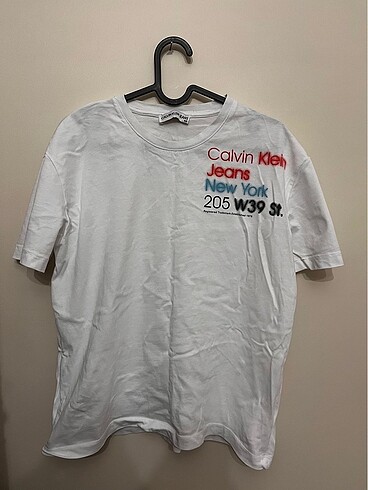 Calvin Klein
Jeans
New York
205 W39 St.